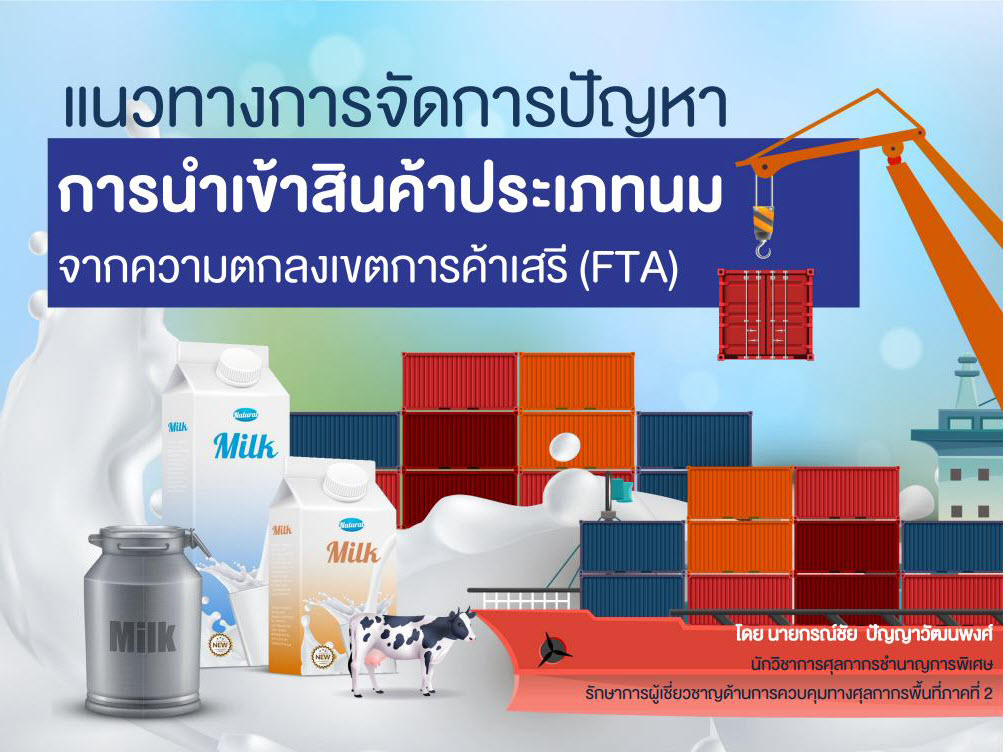 แนวทางการจัดการปัญหา
การนำเข้าสินค้าประเภทนม
จากความตกลงเขตการค้าเสรี (FTA)
Natural
Milk
Milk
Natural
Milk
Milk
NEW
NEW
Milk
โดย นายกรณ์ชัย ปัญญาวัฒนพงศ์
นักวิชาการศุลกากรชำนาญการพิเศษ
รักษาการผู้เชี่ยวชาญด้านการควบคุมทางศุลกากรพื้นที่ภาคที่ 2